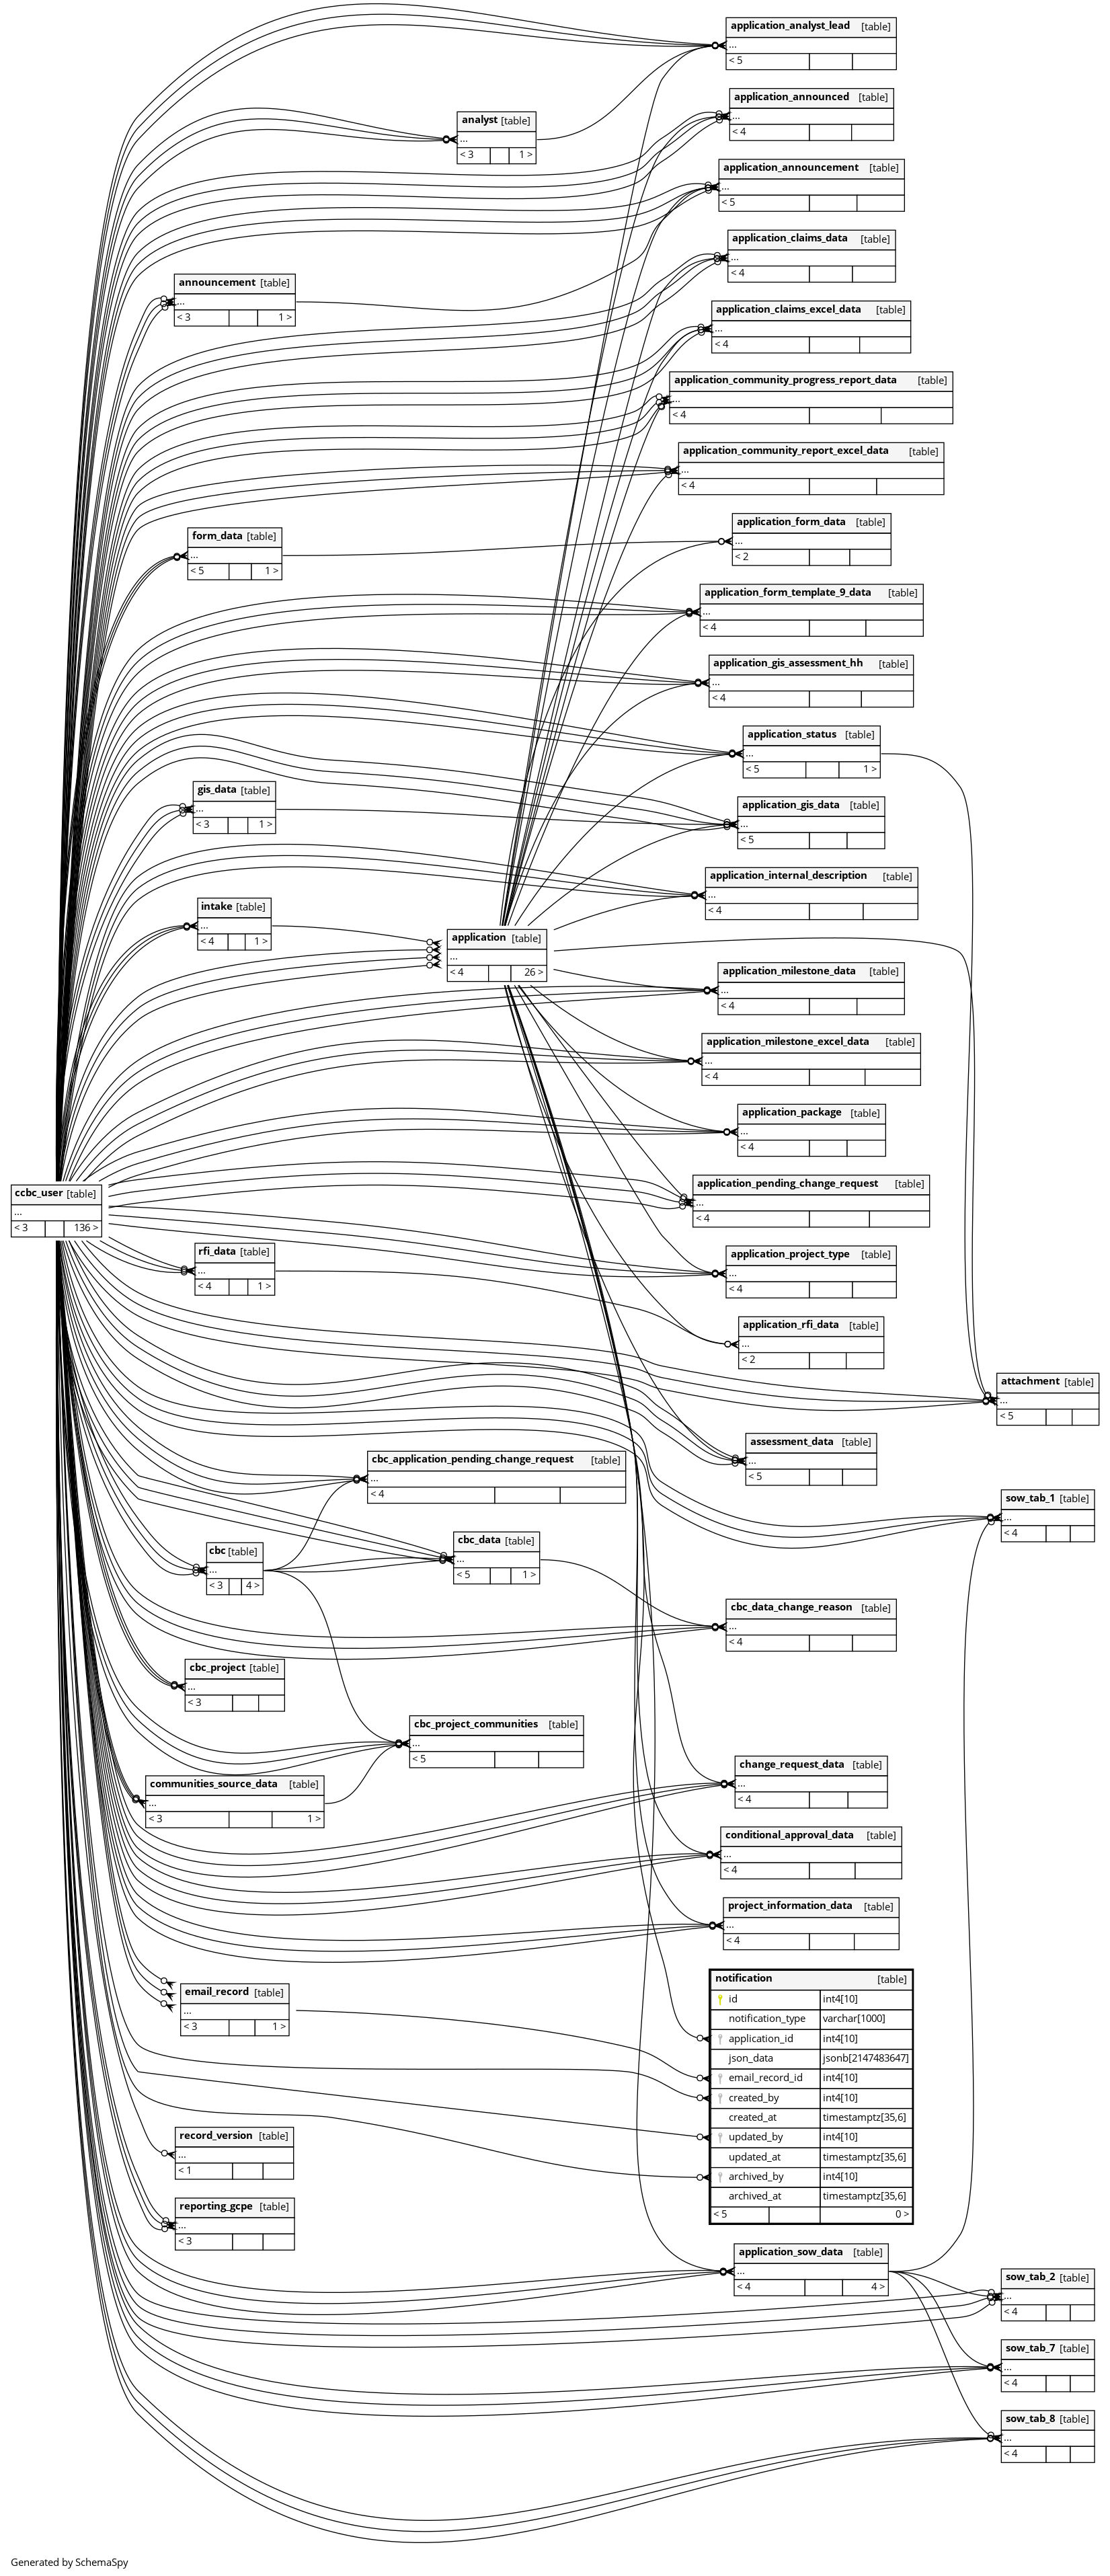 application_analyst_lead [table]
...
< 5
application_announced [table]
...
< 4
analyst [table]
...
< 3 1 >
application_announcement [table]
...
< 5
application_claims_data [table]
...
< 4
announcement [table]
...
< 3 1 >
application_claims_excel_data [table]
...
< 4
application_community_progress_report_data [table]
...
< 4
application_community_report_excel_data [table]
...
< 4
application_form_data [table]
...
< 2
form_data [table]
...
< 5 1 >
application_form_template_9_data [table]
...
< 4
application_gis_assessment_hh [table]
...
< 4
application_status [table]
...
< 5 1 >
gis_data [table]
...
< 3 1 >
application_gis_data [table]
...
< 5
application_internal_description [table]
...
< 4
intake [table]
...
< 4 1 >
application [table]
...
< 4 26 >
application_milestone_data [table]
...
< 4
application_milestone_excel_data [table]
...
< 4
application_package [table]
...
< 4
application_pending_change_request [table]
...
< 4
ccbc_user [table]
...
< 3 136 >
rfi_data [table]
...
< 4 1 >
application_project_type [table]
...
< 4
application_rfi_data [table]
...
< 2
attachment [table]
...
< 5
assessment_data [table]
...
< 5
cbc_application_pending_change_request [table]
...
< 4
sow_tab_1 [table]
...
< 4
cbc_data [table]
...
< 5 1 >
cbc [table]
...
< 3 4 >
cbc_data_change_reason [table]
...
< 4
cbc_project [table]
...
< 3
cbc_project_communities [table]
...
< 5
change_request_data [table]
...
< 4
communities_source_data [table]
...
< 3 1 >
conditional_approval_data [table]
...
< 4
project_information_data [table]
...
< 4
email_record [table]
...
< 3 1 >
notification [table]
id int4[10]
notification_type varchar[1000]
application_id int4[10]
json_data jsonb[2147483647]
email_record_id int4[10]
created_by int4[10]
created_at timestamptz[35,6]
updated_by int4[10]
updated_at timestamptz[35,6]
archived_by int4[10]
archived_at timestamptz[35,6]
< 5 0 >
record_version [table]
...
< 1
reporting_gcpe [table]
...
< 3
application_sow_data [table]
...
< 4 4 >
sow_tab_2 [table]
...
< 4
sow_tab_7 [table]
...
< 4
sow_tab_8 [table]
...
< 4
Generated by SchemaSpy